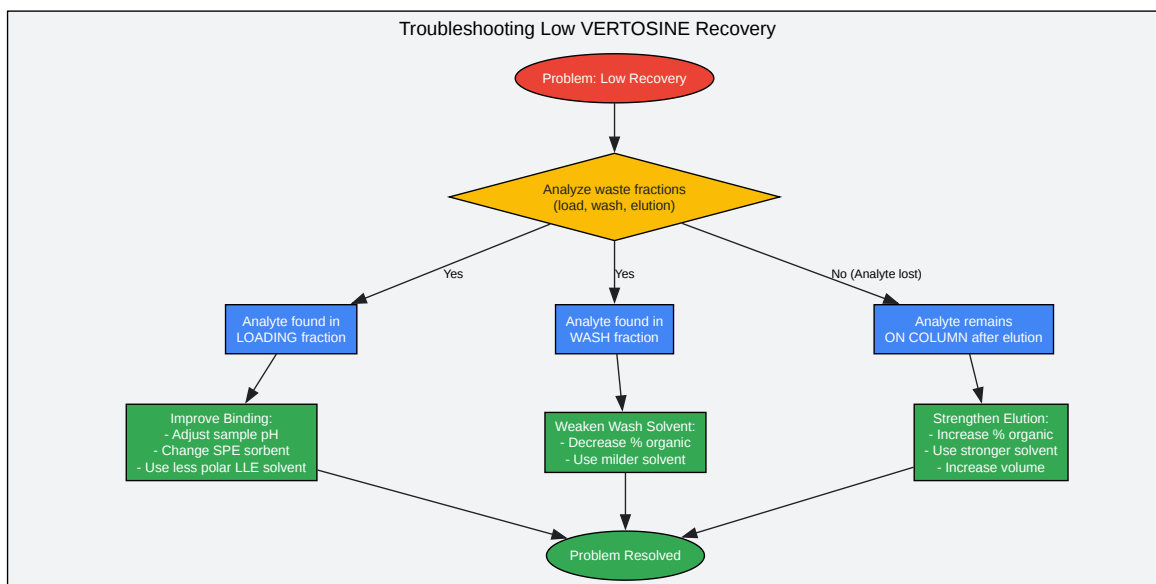 Troubleshooting Low VERTOSINE Recovery
Problem: Low Recovery
Analyze waste fractions
(load, wash, elution)
Yes
Yes
No (Analyte lost)
Analyte found in
LOADING fraction
Analyte found in
WASH fraction
Analyte remains
ON COLUMN after elution
Improve Binding:
- Adjust sample pH
- Change SPE sorbent
- Use less polar LLE solvent
Weaken Wash Solvent:
- Decrease % organic
- Use milder solvent
Strengthen Elution:
- Increase % organic
- Use stronger solvent
- Increase volume
Problem Resolved